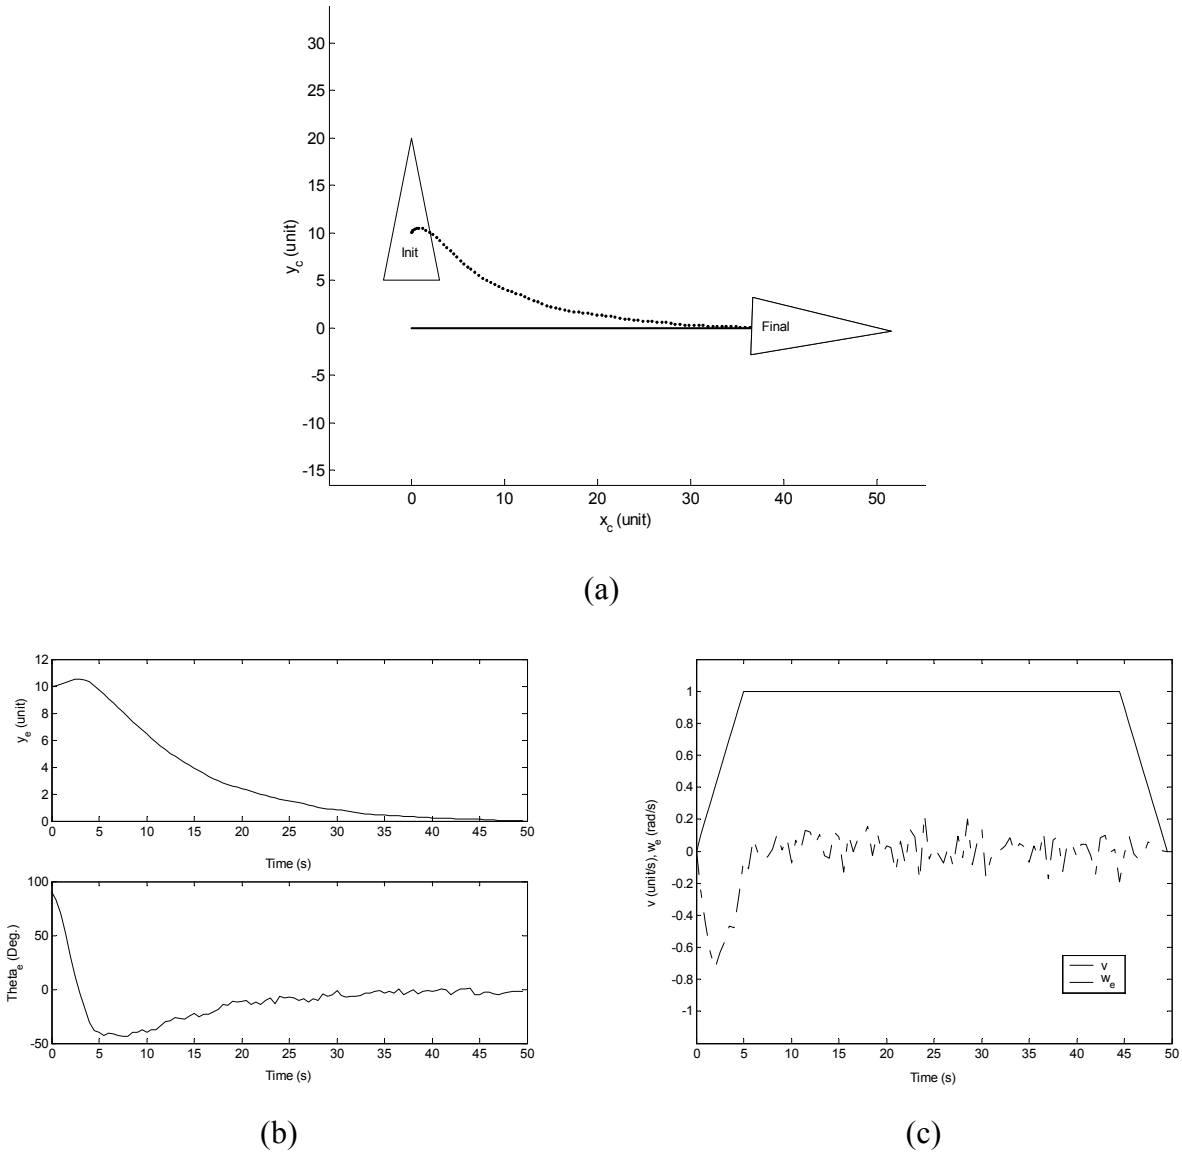 30
25
20
15
10
5
0
-5
-10
-15
y_c (unit)
Init
Final
0 10 20 30 40 50
x_c (unit)
(a)
12
10
8
6
4
2
0
y_e (unit)
0 5 10 15 20 25 30 35 40 45 50
Time (s)
100
50
0
-50
Theta_e (Deg.)
0 5 10 15 20 25 30 35 40 45 50
Time (s)
(b)
1
0.8
0.6
0.4
0.2
0
-0.2
-0.4
-0.6
-0.8
-1
v (unit/s), w_e (rad/s)
v
w_e
0 5 10 15 20 25 30 35 40 45 50
Time (s)
(c)